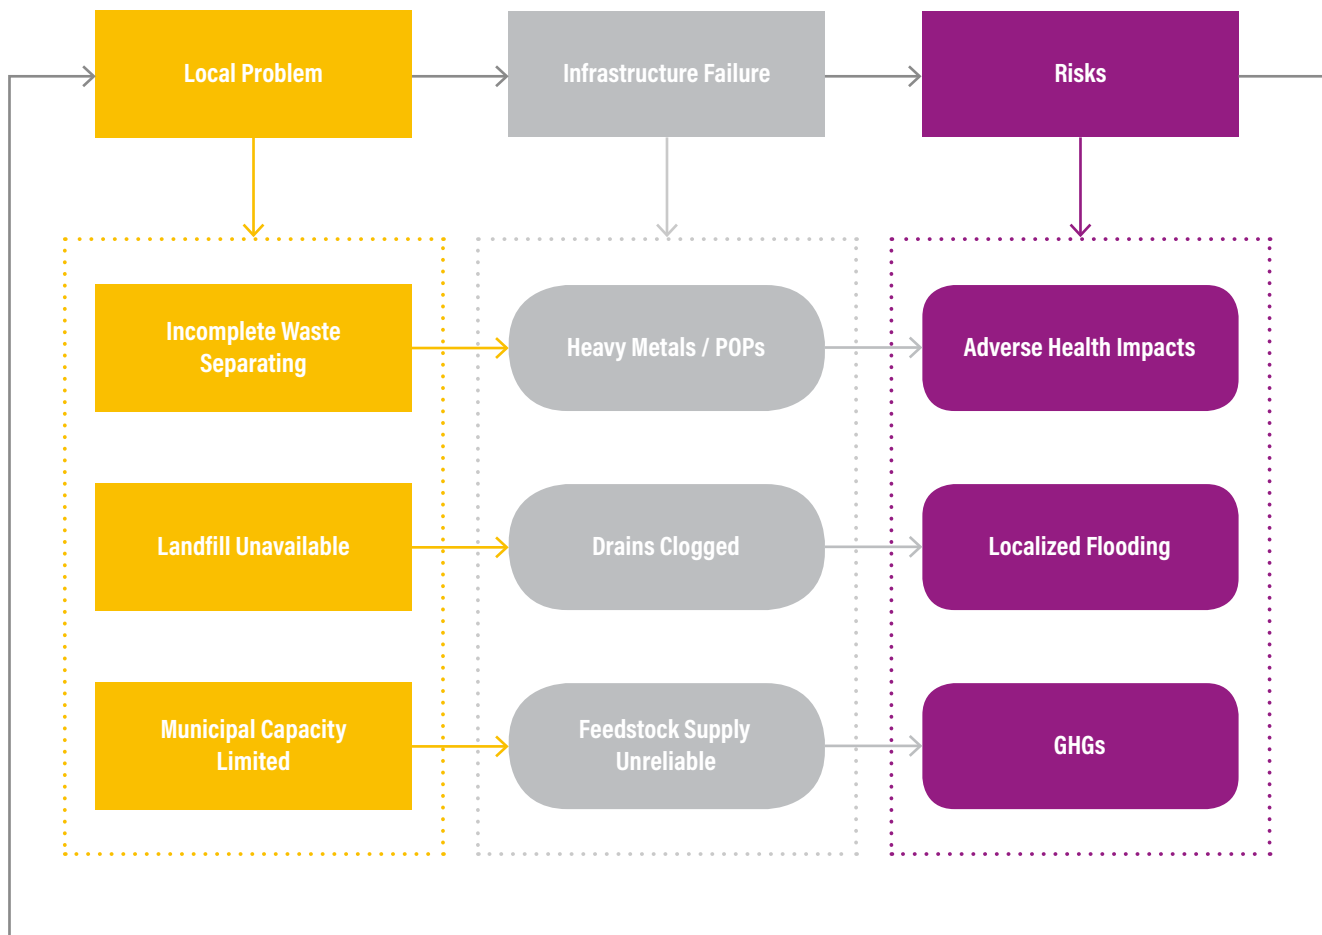 Local Problem
Infrastructure Failure
Risks
Incomplete Waste
Separating
Heavy Metals / POPs
Adverse Health Impacts
Landfill Unavailable
Drains Clogged
Localized Flooding
Municipal Capacity
Limited
Feedstock Supply
Unreliable
GHGs